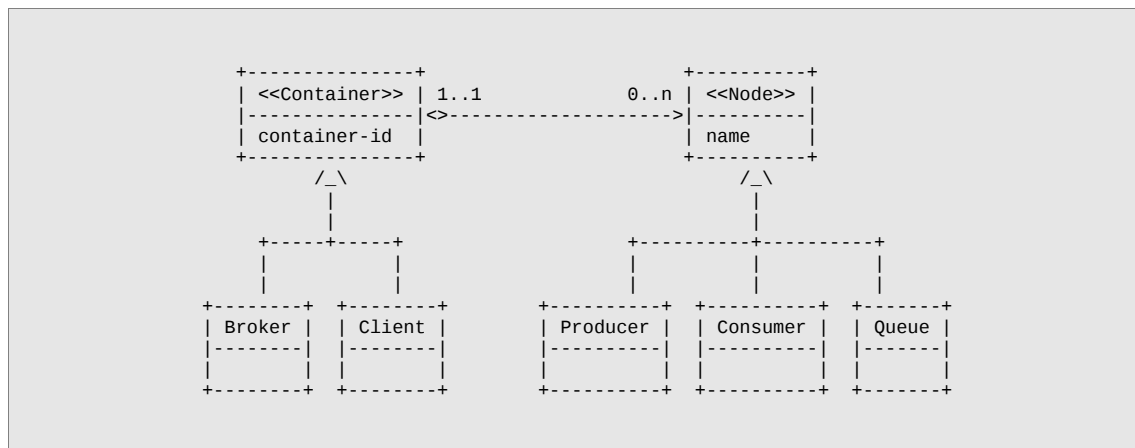 <<Container>> 1..1 0..n <<Node>>
<>-------------------->
container-id name
Broker Client Producer Consumer Queue